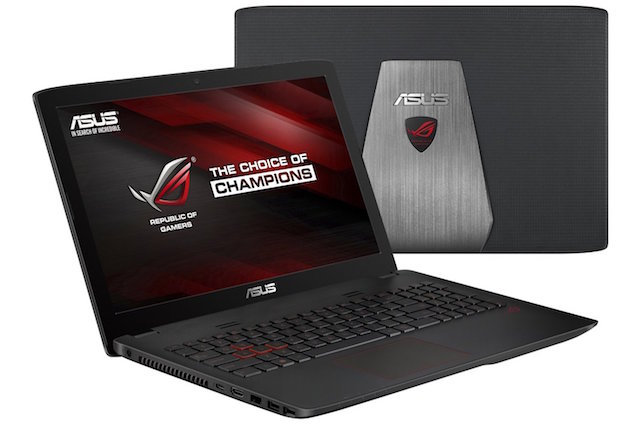 ASUS
IN SEARCH OF INCREDIBLE
THE CHOICE OF
CHAMPIONS
REPUBLIC OF
GAMERS
ASUS
ASUS